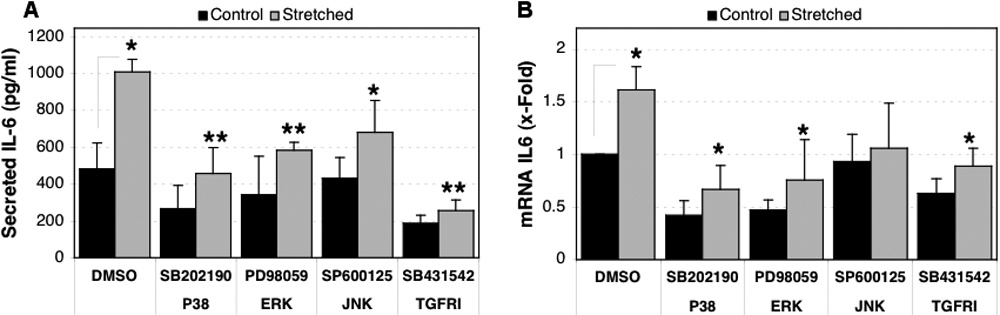 A
Control Stretched
Secreted IL-6 (pg/ml)
1200
1000
800
600
400
200
0
*
**
**
*
**
DMSO SB202190 PD98059 SP600125 SB431542
P38 ERK JNK TGFRI
B
Control Stretched
mRNA IL6 (x-Fold)
2
1.5
1
0.5
0
*
*
*
*
DMSO SB202190 PD98059 SP600125 SB431542
P38 ERK JNK TGFRI